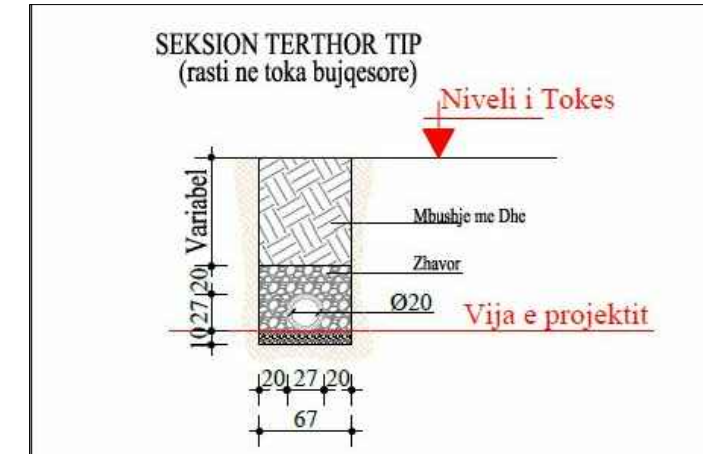 SEKSION TERTHOR TIP
(rasti ne toka bujqesore)
Niveli i Tokes
Variabel
Mbushje me Dhe
Zhavor
20
27
10
Ø20
Vija e projektit
20 27 20
67